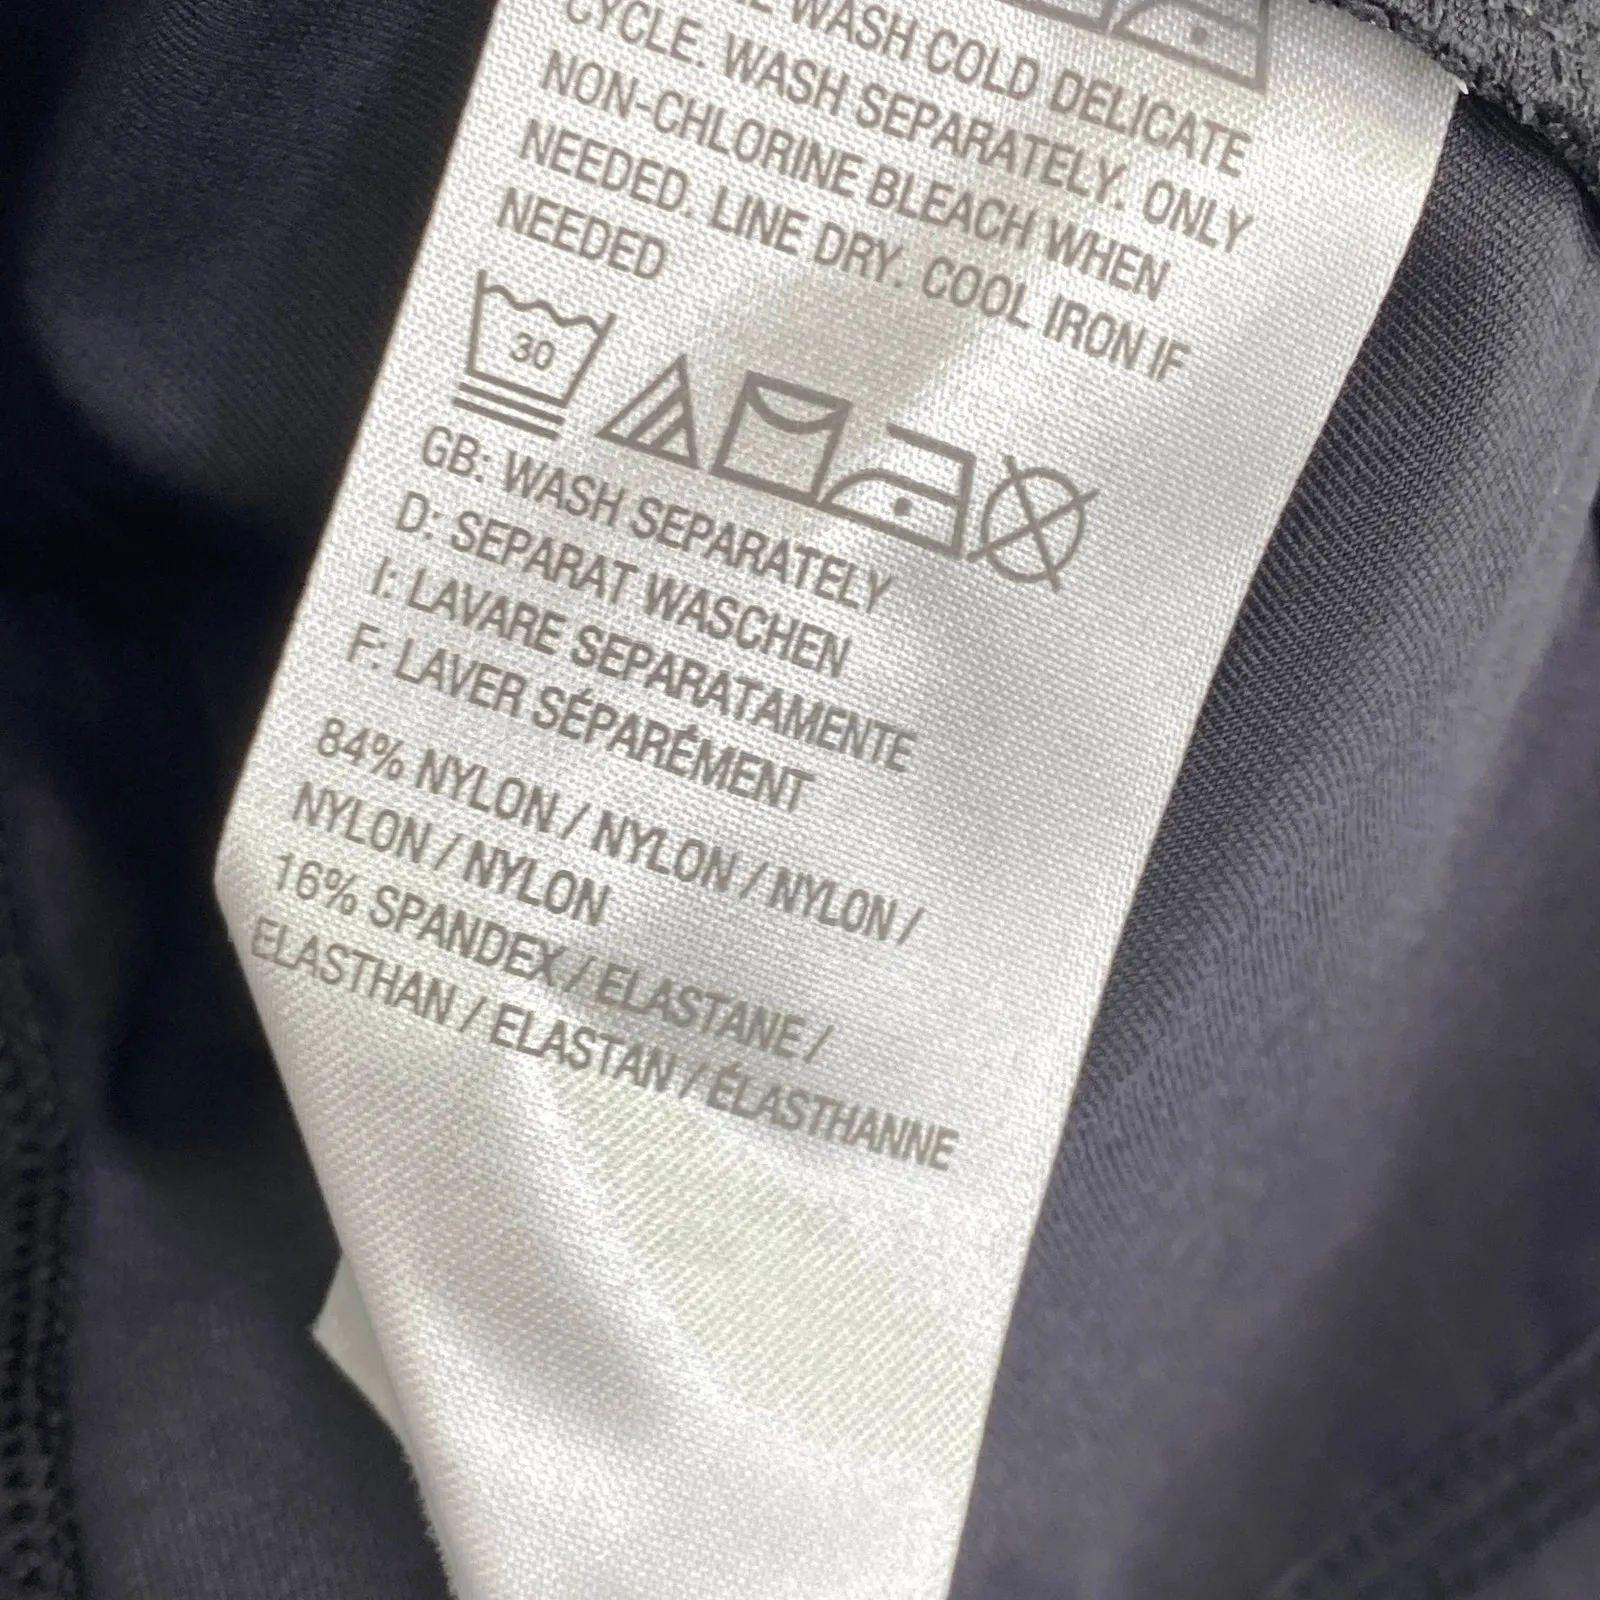 WASH COLD DELICATE
CYCLE. WASH SEPARATELY. ONLY
NON-CHLORINE BLEACH WHEN
NEEDED. LINE DRY. COOL IRON IF
NEEDED
30
GB: WASH SEPARATELY
D: SEPARAT WASCHEN
I: LAVARE SEPARATAMENTE
F: LAVER SÉPARÉMENT
84% NYLON / NYLON / NYLON /
NYLON / NYLON
16% SPANDEX / ELASTANE /
ELASTHAN / ELASTAN / ÉLASTHANNE